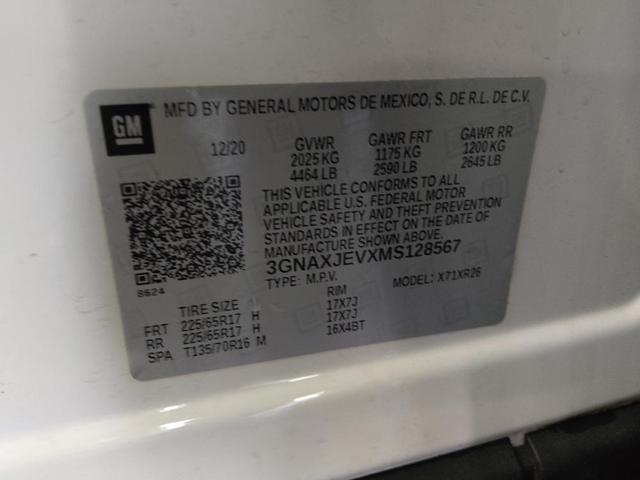 GM
MFD BY GENERAL MOTORS DE MEXICO, S. DE R.L. DE C.V.
12/20 GVWR GAWR FRT GAWR RR
2025 KG 1175 KG 1200 KG
4464 LB 2590 LB 2645 LB
THIS VEHICLE CONFORMS TO ALL
APPLICABLE U.S. FEDERAL MOTOR
VEHICLE SAFETY AND THEFT PREVENTION
STANDARDS IN EFFECT ON THE DATE OF
MANUFACTURE SHOWN ABOVE.
3GNAXJEVXMS128567
TYPE: M.P.V. MODEL: X71XR26
8624
TIRE SIZE RIM
FRT 225/65R17 H 17X7J
RR 225/65R17 H 17X7J
SPA T135/70R16 M 16X4BT